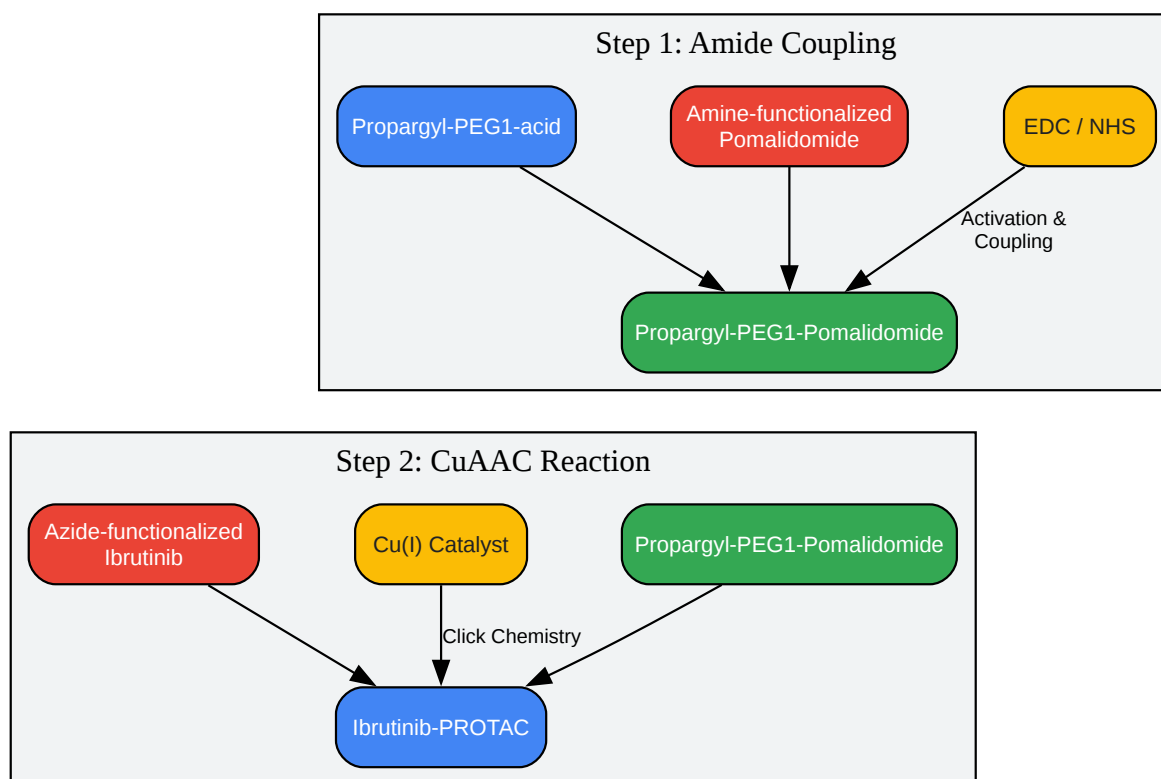 Step 1: Amide Coupling
Propargyl-PEG1-acid
Amine-functionalized
Pomalidomide
EDC / NHS
Activation &
Coupling
Propargyl-PEG1-Pomalidomide
Step 2: CuAAC Reaction
Azide-functionalized
Ibrutinib
Cu(I) Catalyst
Propargyl-PEG1-Pomalidomide
Click Chemistry
Ibrutinib-PROTAC